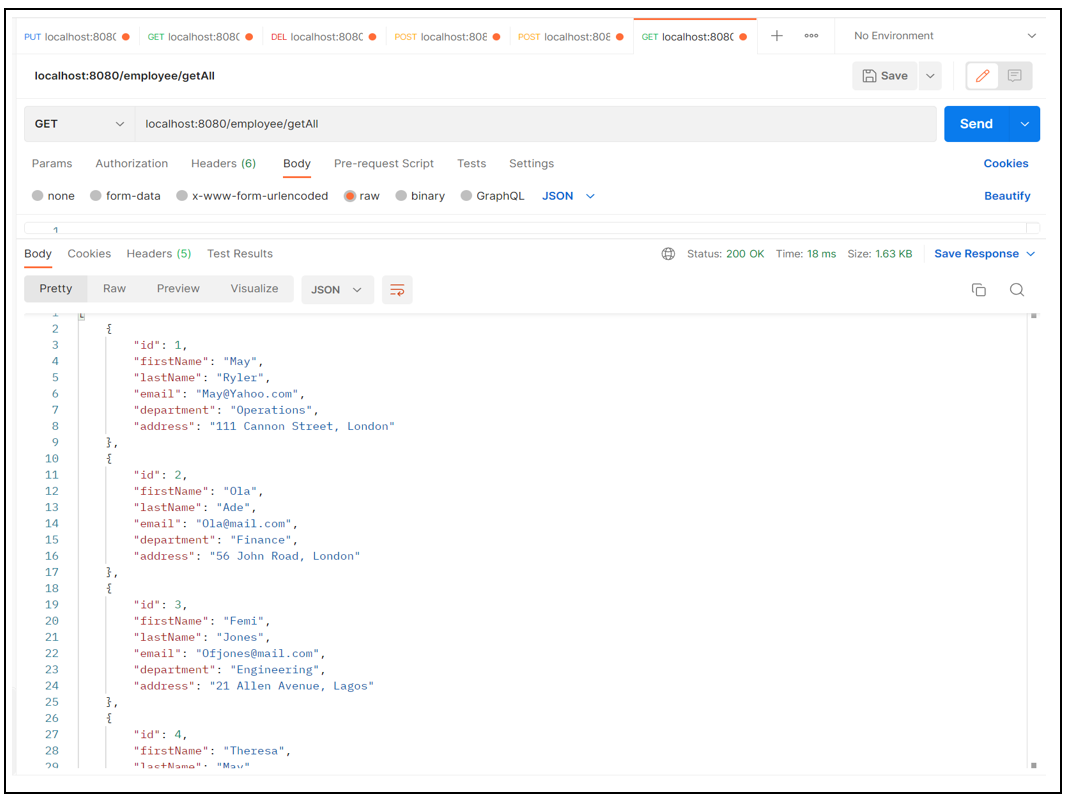 PUT localhost:808( GET localhost:808( DEL localhost:808( POST localhost:808 POST localhost:808 GET localhost:808( No Environment
localhost:8080/employee/getAll Save
GET localhost:8080/employee/getAll Send
Params Authorization Headers (6) Body Pre-request Script Tests Settings Cookies
none form-data x-www-form-urlencoded raw binary GraphQL JSON Beautify
1
Body Cookies Headers (5) Test Results Status: 200 OK Time: 18 ms Size: 1.63 KB Save Response
Pretty Raw Preview Visualize JSON
1 [
2 {
3 "id": 1,
4 "firstName": "May",
5 "lastName": "Ryler",
6 "email": "May@Yahoo.com",
7 "department": "Operations",
8 "address": "111 Cannon Street, London"
9 },
10 {
11 "id": 2,
12 "firstName": "Ola",
13 "lastName": "Ade",
14 "email": "Ola@mail.com",
15 "department": "Finance",
16 "address": "56 John Road, London"
17 },
18 {
19 "id": 3,
20 "firstName": "Femi",
21 "lastName": "Jones",
22 "email": "Ofjones@mail.com",
23 "department": "Engineering",
24 "address": "21 Allen Avenue, Lagos"
25 },
26 {
27 "id": 4,
28 "firstName": "Theresa",
29 "lastName": "May"